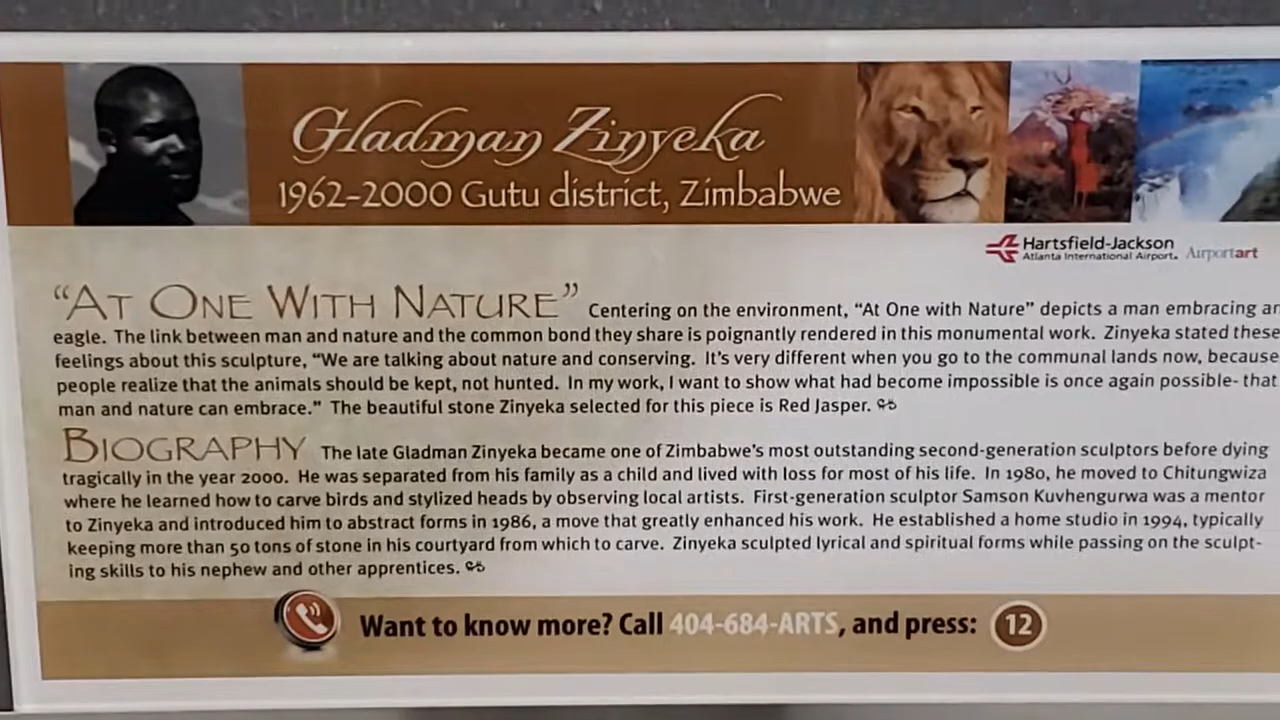 Gladman Zinyeka
1962-2000 Gutu district, Zimbabwe
Hartsfield-Jackson
Atlanta International Airport. Airportart
"AT ONE WITH NATURE" Centering on the environment, "At One with Nature" depicts a man embracing an
eagle. The link between man and nature and the common bond they share is poignantly rendered in this monumental work. Zinyeka stated these
feelings about this sculpture, "We are talking about nature and conserving. It's very different when you go to the communal lands now, because
people realize that the animals should be kept, not hunted. In my work, I want to show what had become impossible is once again possible- that
man and nature can embrace." The beautiful stone Zinyeka selected for this piece is Red Jasper.
BIOGRAPHY The late Gladman Zinyeka became one of Zimbabwe's most outstanding second-generation sculptors before dying
tragically in the year 2000. He was separated from his family as a child and lived with loss for most of his life. In 1980, he moved to Chitungwiza
where he learned how to carve birds and stylized heads by observing local artists. First-generation sculptor Samson Kuvhengurwa was a mentor
to Zinyeka and introduced him to abstract forms in 1986, a move that greatly enhanced his work. He established a home studio in 1994, typically
keeping more than 50 tons of stone in his courtyard from which to carve. Zinyeka sculpted lyrical and spiritual forms while passing on the sculpt-
ing skills to his nephew and other apprentices.
Want to know more? Call 404-684-ARTS, and press: 12